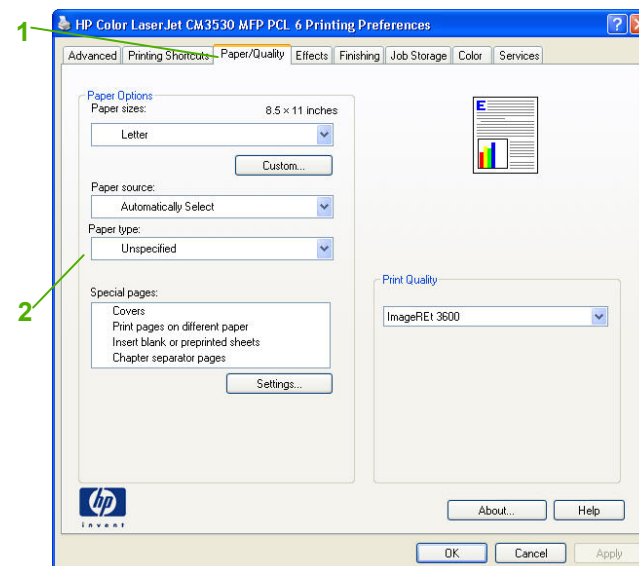 1
HP Color LaserJet CM3530 MFP PCL 6 Printing Preferences
Advanced Printing Shortcuts Paper/Quality Effects Finishing Job Storage Color Services
Paper Options
Paper sizes: 8.5 × 11 inches
Letter
Custom...
Paper source:
Automatically Select
Paper type:
Unspecified
2
Special pages:
Covers
Print pages on different paper
Insert blank or preprinted sheets
Chapter separator pages
Settings...
E
Print Quality
ImageREt 3600
hp
invent
About... Help
OK Cancel Apply